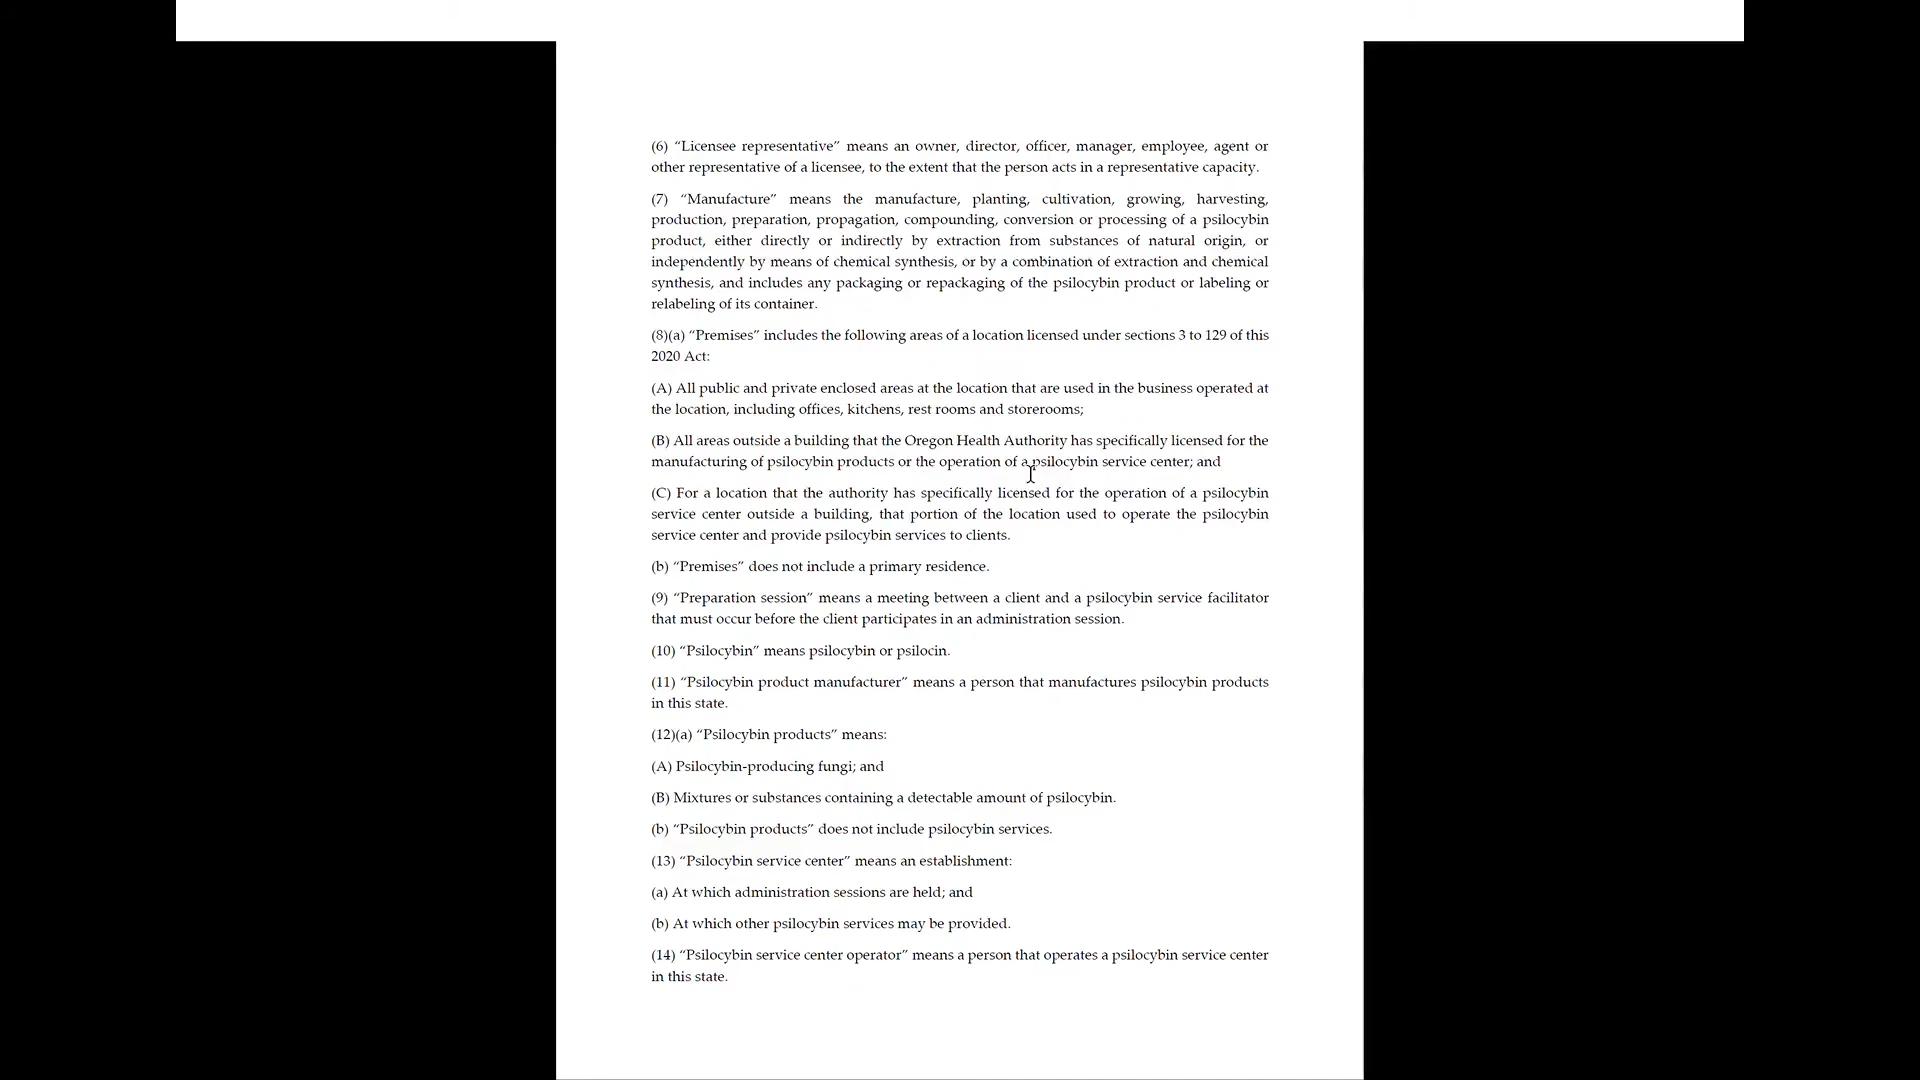 (6) “Licensee representative” means an owner, director, officer, manager, employee, agent or
other representative of a licensee, to the extent that the person acts in a representative capacity.
(7) “Manufacture” means the manufacture, planting, cultivation, growing, harvesting,
production, preparation, propagation, compounding, conversion or processing of a psilocybin
product, either directly or indirectly by extraction from substances of natural origin, or
independently by means of chemical synthesis, or by a combination of extraction and chemical
synthesis, and includes any packaging or repackaging of the psilocybin product or labeling or
relabeling of its container.
(8)(a) “Premises” includes the following areas of a location licensed under sections 3 to 129 of this
2020 Act:
(A) All public and private enclosed areas at the location that are used in the business operated at
the location, including offices, kitchens, rest rooms and storerooms;
(B) All areas outside a building that the Oregon Health Authority has specifically licensed for the
manufacturing of psilocybin products or the operation of a psilocybin service center; and
(C) For a location that the authority has specifically licensed for the operation of a psilocybin
service center outside a building, that portion of the location used to operate the psilocybin
service center and provide psilocybin services to clients.
(b) “Premises” does not include a primary residence.
(9) “Preparation session” means a meeting between a client and a psilocybin service facilitator
that must occur before the client participates in an administration session.
(10) “Psilocybin” means psilocybin or psilocin.
(11) “Psilocybin product manufacturer” means a person that manufactures psilocybin products
in this state.
(12)(a) “Psilocybin products” means:
(A) Psilocybin-producing fungi; and
(B) Mixtures or substances containing a detectable amount of psilocybin.
(b) “Psilocybin products” does not include psilocybin services.
(13) “Psilocybin service center” means an establishment:
(a) At which administration sessions are held; and
(b) At which other psilocybin services may be provided.
(14) “Psilocybin service center operator” means a person that operates a psilocybin service center
in this state.